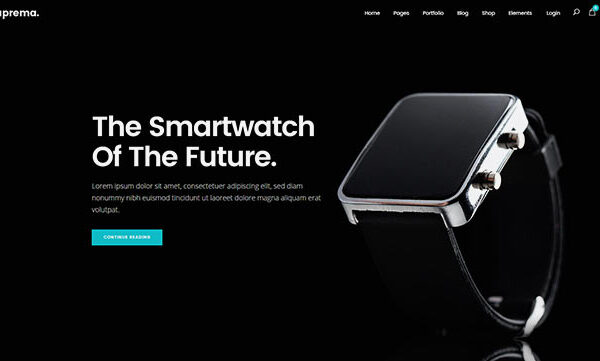 uprema.
Home Pages Portfolio Blog Shop Elements Login
The Smartwatch
Of The Future.
Lorem ipsum dolor sit amet, consectetuer adipiscing elit, sed diam
nonummy nibh euismod tincidunt ut laoreet dolore magna aliquam erat
volutpat.
CONTINUE READING